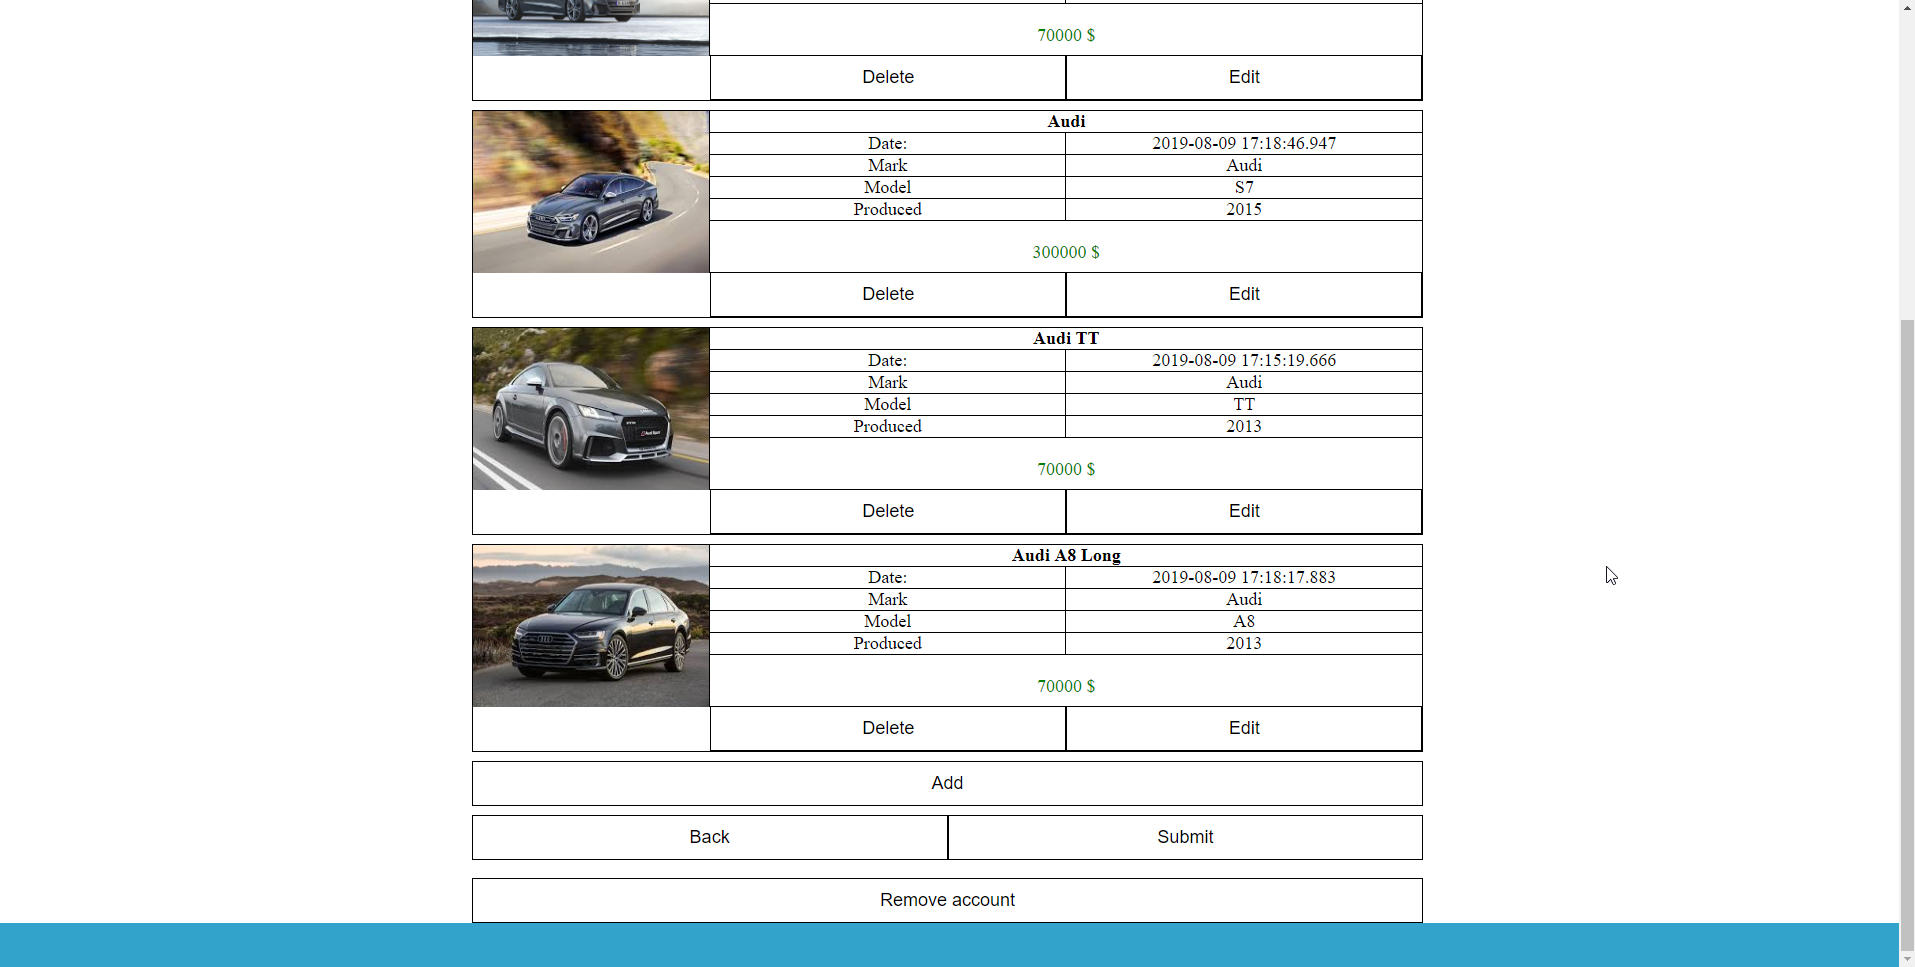 70000 $
Delete Edit
Audi
Date: 2019-08-09 17:18:46.947
Mark Audi
Model S7
Produced 2015
300000 $
Delete Edit
Audi TT
Date: 2019-08-09 17:15:19.666
Mark Audi
Model TT
Produced 2013
70000 $
Delete Edit
Audi A8 Long
Date: 2019-08-09 17:18:17.883
Mark Audi
Model A8
Produced 2013
70000 $
Delete Edit
Add
Back Submit
Remove account